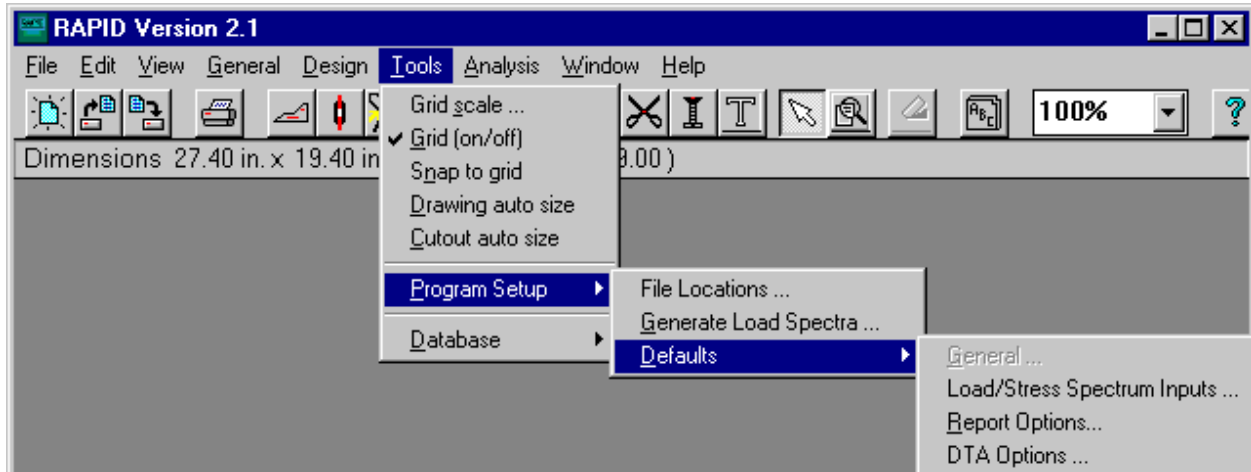 RAPID Version 2.1
File Edit View General Design Tools Analysis Window Help
T ABC 100% ?
Dimensions 27.40 in. x 19.40 in .00 )
Grid scale ...
Grid (on/off)
Snap to grid
Drawing auto size
Cutout auto size
Program Setup
Database
File Locations ...
Generate Load Spectra ...
Defaults
General ...
Load/Stress Spectrum Inputs ...
Report Options...
DTA Options ...